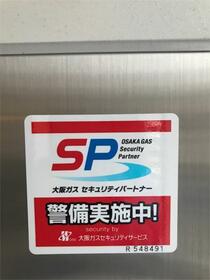 SP
OSAKA GAS
Security
Partner
大阪ガス セキュリティパートナー
警備実施中!
security by
大阪ガスセキュリティサービス
R 548491